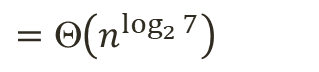 = Θ(n^{log₂ 7})